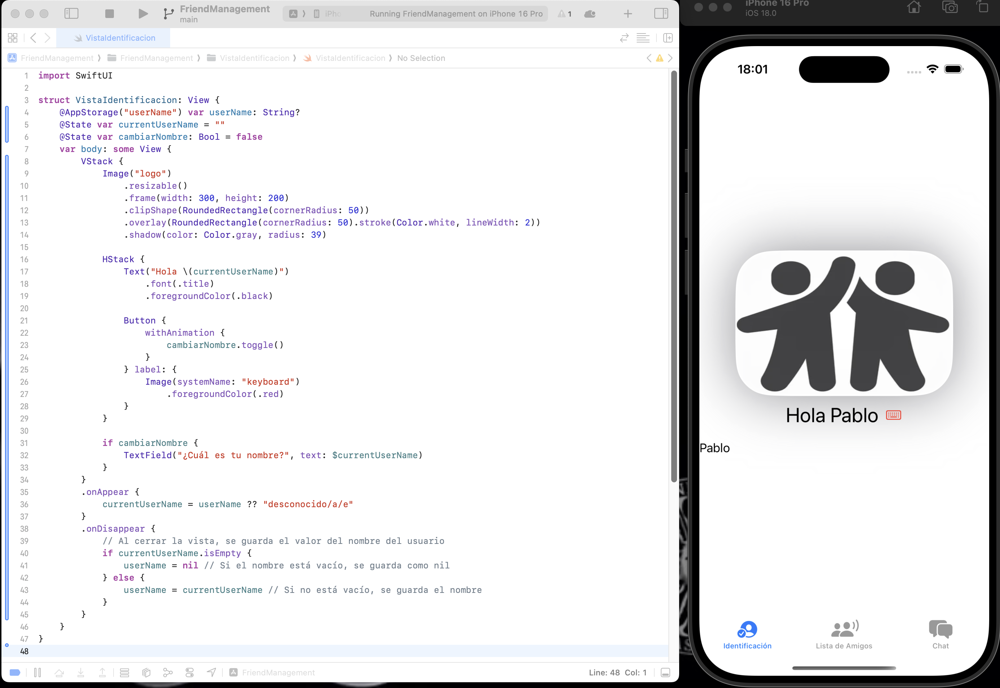 FriendManagement
main
iPho
Running FriendManagement on iPhone 16 Pro
1
VistaIdentificacion
FriendManagement
FriendManagement
VistaIdentificacion
VistaIdentificacion
No Selection
1 import SwiftUI
2
3 struct VistaIdentificacion: View {
4 @AppStorage("userName") var userName: String?
5 @State var currentUserName = ""
6 @State var cambiarNombre: Bool = false
7 var body: some View {
8 VStack {
9 Image("logo")
10 .resizable()
11 .frame(width: 300, height: 200)
12 .clipShape(RoundedRectangle(cornerRadius: 50))
13 .overlay(RoundedRectangle(cornerRadius: 50).stroke(Color.white, lineWidth: 2))
14 .shadow(color: Color.gray, radius: 39)
15
16 HStack {
17 Text("Hola \(currentUserName)")
18 .font(.title)
19 .foregroundColor(.black)
20
21 Button {
22 withAnimation {
23 cambiarNombre.toggle()
24 }
25 } label: {
26 Image(systemName: "keyboard")
27 .foregroundColor(.red)
28 }
29 }
30
31 if cambiarNombre {
32 TextField("¿Cuál es tu nombre?", text: $currentUserName)
33 }
34 }
35 .onAppear {
36 currentUserName = userName ?? "desconocido/a/e"
37 }
38 .onDisappear {
39 // Al cerrar la vista, se guarda el valor del nombre del usuario
40 if currentUserName.isEmpty {
41 userName = nil // Si el nombre está vacío, se guarda como nil
42 } else {
43 userName = currentUserName // Si no está vacío, se guarda el nombre
44 }
45 }
46 }
47 }
48
FriendManagement
Line: 48 Col: 1
iPhone 16 Pro
iOS 18.0
18:01
Hola Pablo
Pablo
Identificación
Lista de Amigos
Chat